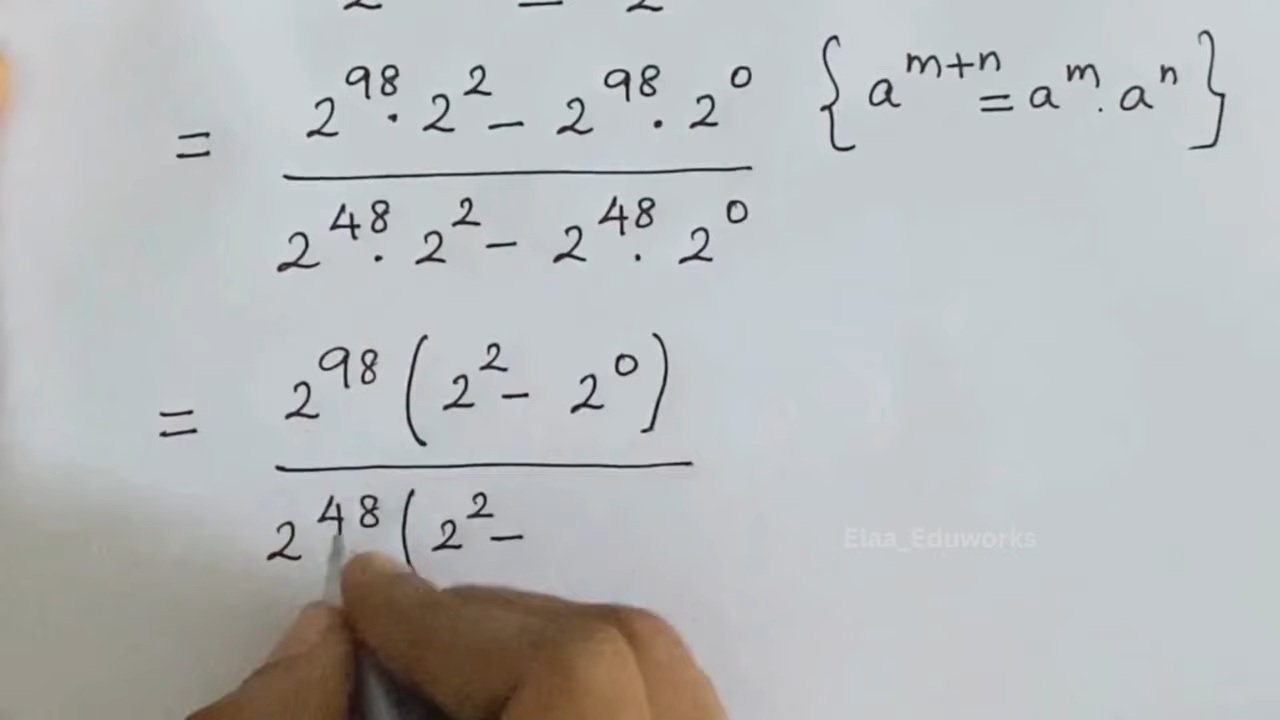 = 2^98 · 2^2 - 2^98 · 2^0 { a^m+n = a^m · a^n }
2^48 · 2^2 - 2^48 · 2^0
= 2^98 ( 2^2 - 2^0 )
2^48 ( 2^2 -
Elaa_Eduworks